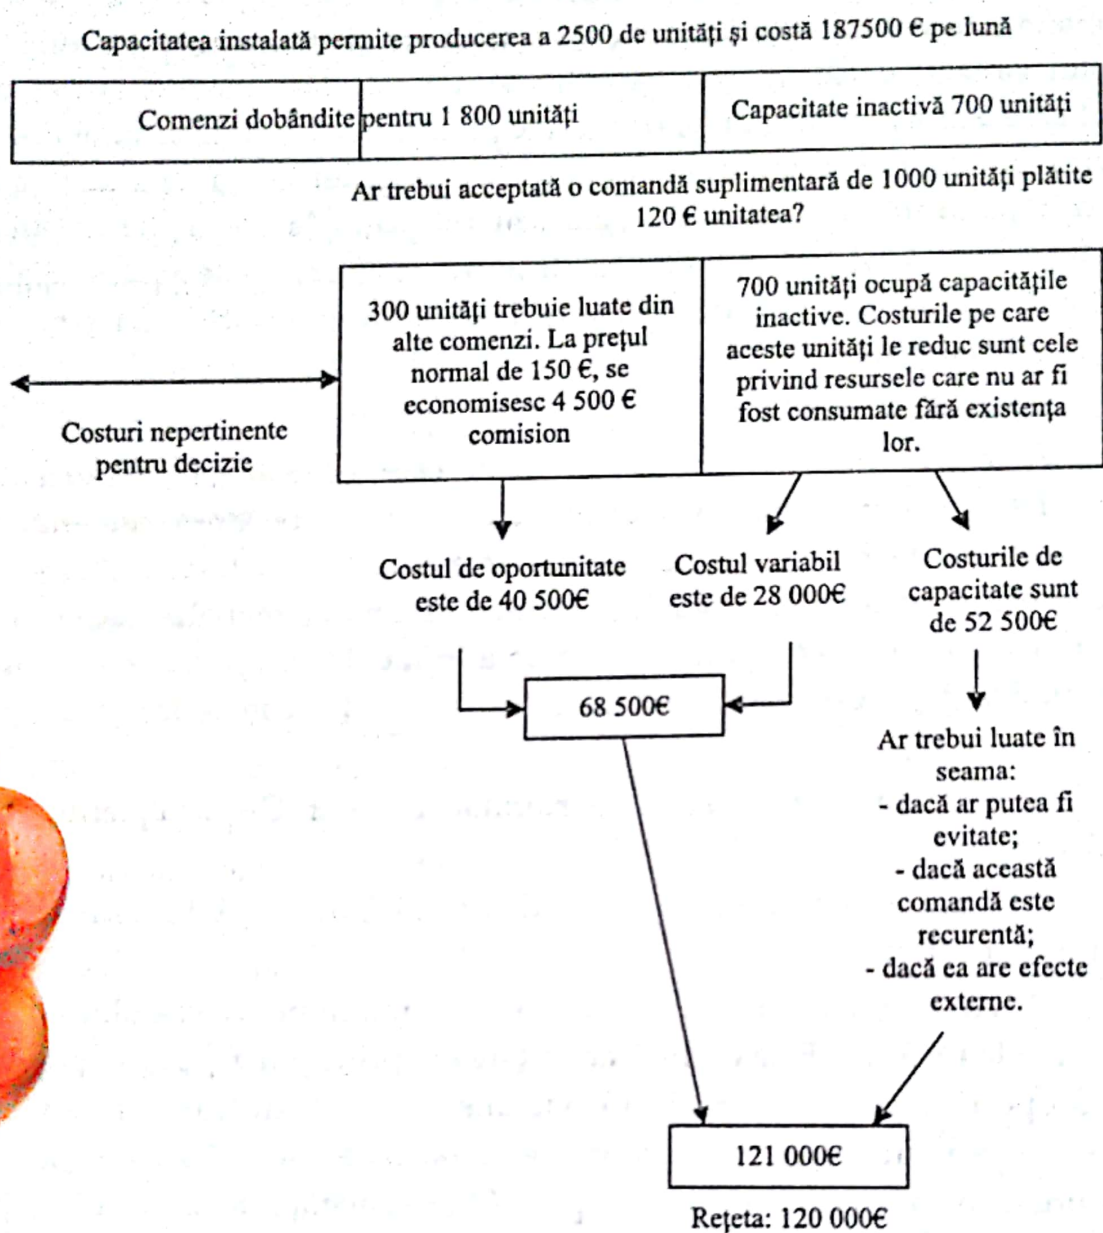 Capacitatea instalată permite producerea a 2500 de unități și costă 187500 € pe lună
Comenzi dobândite pentru 1 800 unități
Capacitate inactivă 700 unități
Ar trebui acceptată o comandă suplimentară de 1000 unități plătite
120 € unitatea?
300 unități trebuie luate din
alte comenzi. La prețul
normal de 150 €, se
economisesc 4 500 €
comision
700 unități ocupă capacitățile
inactive. Costurile pe care
aceste unități le reduc sunt cele
privind resursele care nu ar fi
fost consumate fără existența
lor.
Costuri nepertinente
pentru decizie
Costul de oportunitate
este de 40 500€
Costul variabil
este de 28 000€
Costurile de
capacitate sunt
de 52 500€
68 500€
Ar trebui luate în
seama:
- dacă ar putea fi
evitate;
- dacă această
comandă este
recurentă;
- dacă ea are efecte
externe.
121 000€
Rețeta: 120 000€